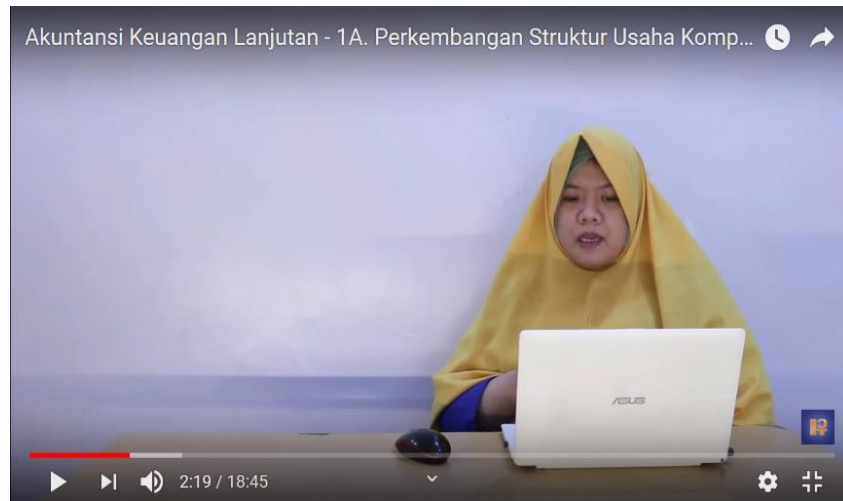 Akuntansi Keuangan Lanjutan - 1A. Perkembangan Struktur Usaha Komp...
ASUS
2:19 / 18:45